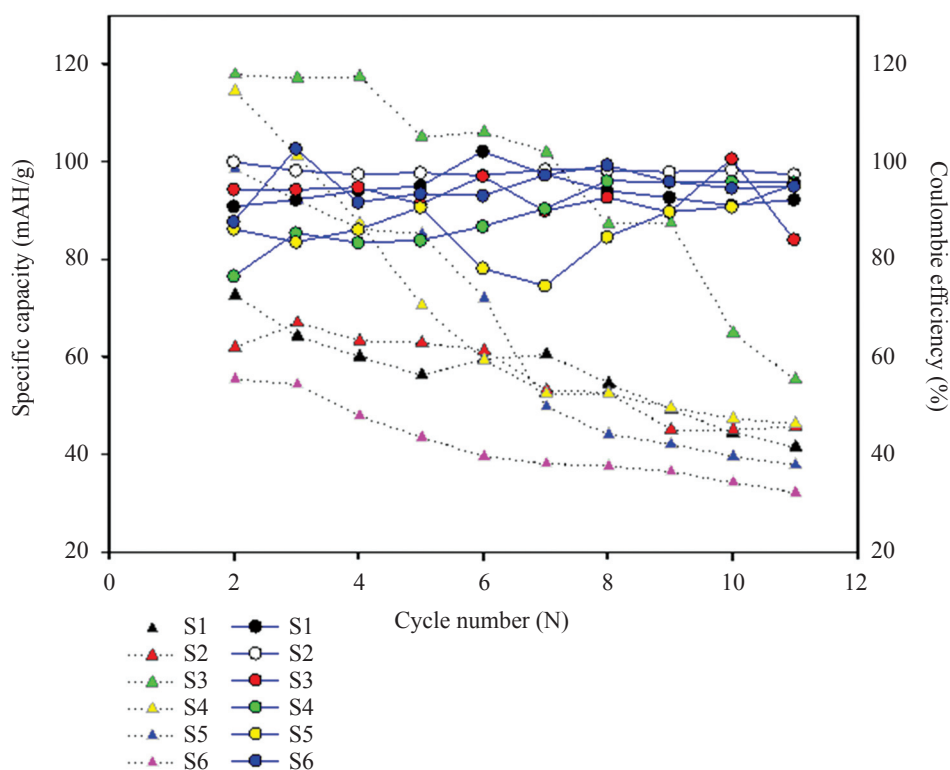 Specific capacity (mAH/g)
120
100
80
60
40
20
120
100
80
60
40
20
Coulombie efficiency (%)
0 2 4 6 8 10 12
Cycle number (N)
S1 S1
S2 S2
S3 S3
S4 S4
S5 S5
S6 S6